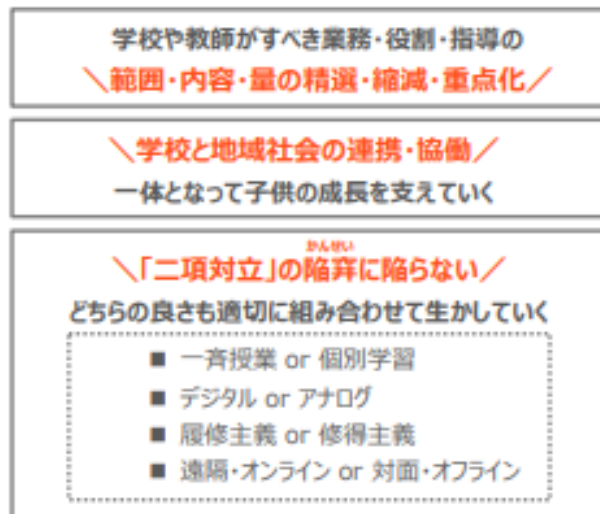 学校や教師がすべき業務・役割・指導の
＼範囲・内容・量の精選・縮減・重点化／
＼学校と地域社会の連携・協働／
一体となって子供の成長を支えていく
かんせい
＼「二項対立」の陥穽に陥らない／
どちらの良さも適切に組み合わせて生かしていく
■ 一斉授業 or 個別学習
■ デジタル or アナログ
■ 履修主義 or 修得主義
■ 遠隔・オンライン or 対面・オフライン